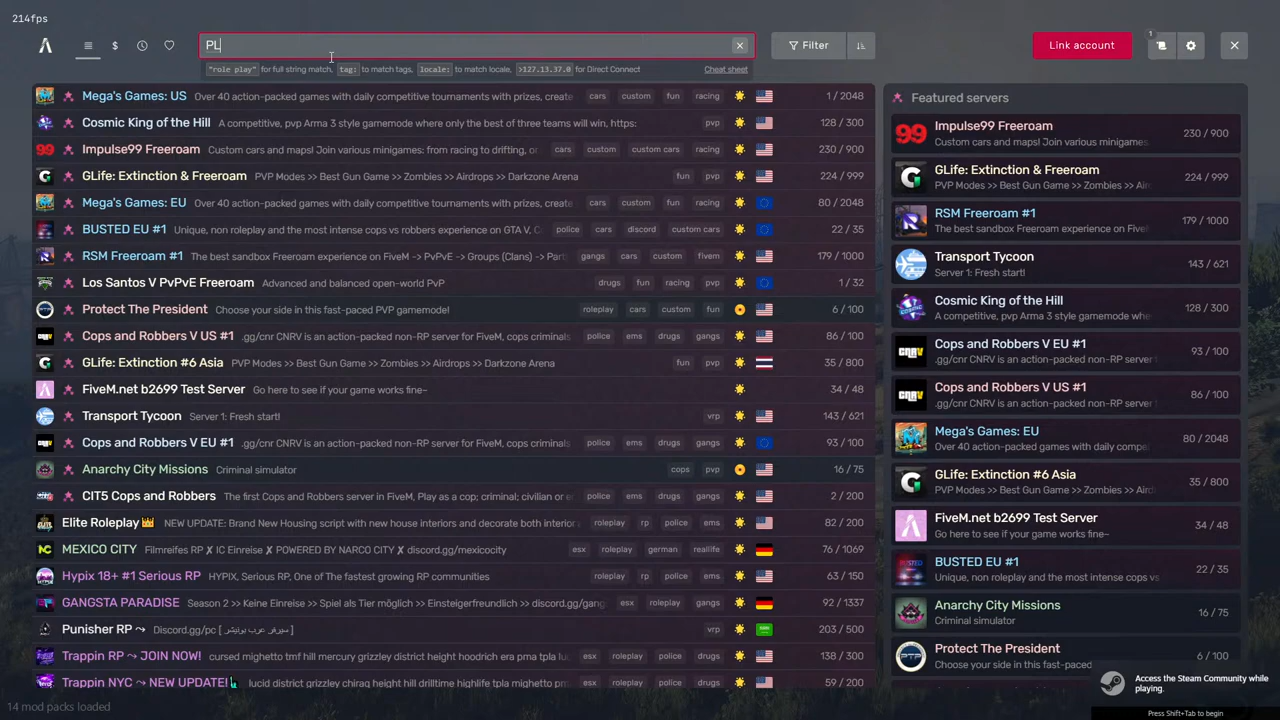 214fps
PL
Filter
Link account
1
"role play" for full string match, tag: to match tags, locale: to match locale, >127.13.37.0 for Direct Connect
Cheat sheet
Mega's Games: US Over 40 action-packed games with daily competitive tournaments with prizes, create cars custom fun racing 1 / 2048
Cosmic King of the Hill A competitive, pvp Arma 3 style gamemode where only the best of three teams will win, https: pvp 128 / 300
Impulse99 Freeroam Custom cars and maps! Join various minigames: from racing to drifting, or cars custom custom cars racing 230 / 900
GLife: Extinction & Freeroam PVP Modes >> Best Gun Game >> Zombies >> Airdrops >> Darkzone Arena fun pvp 224 / 999
Mega's Games: EU Over 40 action-packed games with daily competitive tournaments with prizes, create cars custom fun racing 80 / 2048
BUSTED EU #1 Unique, non roleplay and the most intense cops vs robbers experience on GTA V, C police cars discord custom cars 22 / 35
RSM Freeroam #1 The best sandbox Freeroam experience on FiveM -> PvPvE -> Groups (Clans) -> Part gangs cars custom fivem 179 / 1000
Los Santos V PvPvE Freeroam Advanced and balanced open-world PvP drugs fun racing 1 / 32
Protect The President Choose your side in this fast-paced PVP gamemode! roleplay cars custom fun 6 / 100
Cops and Robbers V US #1 .gg/cnr CNRV is an action-packed non-RP server for FiveM, cops criminals police ems drugs gangs 86 / 100
GLife: Extinction #6 Asia PVP Modes >> Best Gun Game >> Zombies >> Airdrops >> Darkzone Arena fun pvp 35 / 800
FiveM.net b2699 Test Server Go here to see if your game works fine~ 34 / 48
Transport Tycoon Server 1: Fresh start! vrp 143 / 621
Cops and Robbers V EU #1 .gg/cnr CNRV is an action-packed non-RP server for FiveM, cops criminals police ems drugs gangs 93 / 100
Anarchy City Missions Criminal simulator cops pvp 16 / 75
CIT5 Cops and Robbers The first Cops and Robbers server in FiveM, Play as a cop; criminal; civilian or e police ems drugs gangs 2 / 200
Elite Roleplay NEW UPDATE: Brand New Housing script with new house interiors and decorate both interior roleplay rp police ems 82 / 200
MEXICO CITY Filmreifes RP ✘ IC Einreise ✘ POWERED BY NARCO CITY ✘ discord.gg/mexicocity esx roleplay german reallife 76 / 1069
Hypix 18+ #1 Serious RP HYPIX, Serious RP, One of The fastest growing RP communities roleplay rp police ems 63 / 150
GANGSTA PARADISE Season 2 >> Keine Einreise >> Spiel als Tier möglich >> Einsteigerfreundlich >> discord.gg/gang esx roleplay gangs 92 / 1337
Punisher RP ⤳ Discord.gg/pc [ سيرفر عرب بونيشر ] vrp 203 / 500
Trappin RP ⤳ JOIN NOW! cursed mighetto tmf hill mercury grizzley district height hoodrich era pma tpla luc esx roleplay police drugs 138 / 300
Trappin NYC ⤳ NEW UPDATE! lucid district grizzley chiraq height hill drilltime highlife tpla mighetto esx roleplay police drugs 59 / 200
14 mod packs loaded
Featured servers
Impulse99 Freeroam
Custom cars and maps! Join various minigames: 230 / 900
GLife: Extinction & Freeroam
PVP Modes >> Best Gun Game >> Zombies >> Air 224 / 999
RSM Freeroam #1
The best sandbox Freeroam experience on FiveM 179 / 1000
Transport Tycoon
Server 1: Fresh start! 143 / 621
Cosmic King of the Hill
A competitive, pvp Arma 3 style gamemode whe 128 / 300
Cops and Robbers V EU #1
.gg/cnr CNRV is an action-packed non-RP server f 93 / 100
Cops and Robbers V US #1
.gg/cnr CNRV is an action-packed non-RP server f 86 / 100
Mega's Games: EU
Over 40 action-packed games with daily compet 80 / 2048
GLife: Extinction #6 Asia
PVP Modes >> Best Gun Game >> Zombies >> Airc 35 / 800
FiveM.net b2699 Test Server
Go here to see if your game works fine~ 34 / 48
BUSTED EU #1
Unique, non roleplay and the most intense cops vs 22 / 35
Anarchy City Missions
Criminal simulator 16 / 75
Protect The President
Choose your side in this fast-paced 6 / 100
Access the Steam Community while playing.
Press Shift+Tab to begin